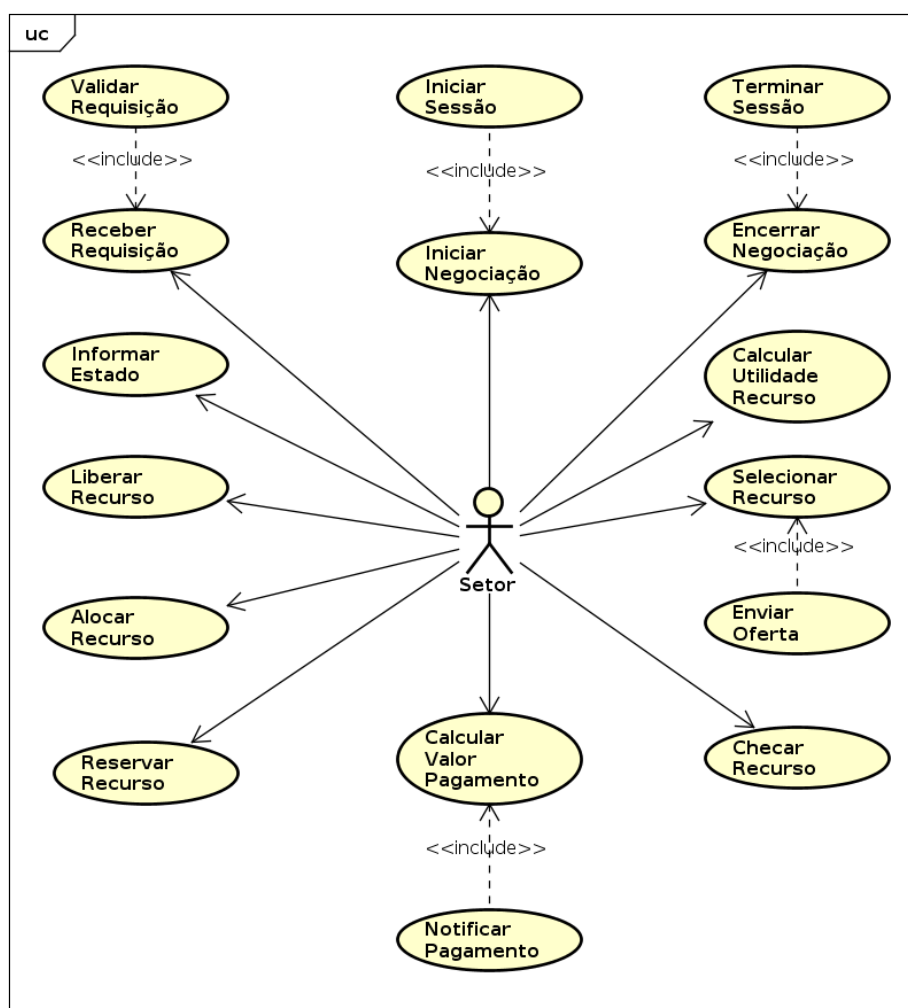 uc
Validar
Requisição
Iniciar
Sessão
Terminar
Sessão
<<include>>
<<include>>
<<include>>
Receber
Requisição
Iniciar
Negociação
Encerrar
Negociação
Informar
Estado
Calcular
Utilidade
Recurso
Liberar
Recurso
Selecionar
Recurso
<<include>>
Setor
Alocar
Recurso
Enviar
Oferta
Reservar
Recurso
Calcular
Valor
Pagamento
Checar
Recurso
<<include>>
Notificar
Pagamento